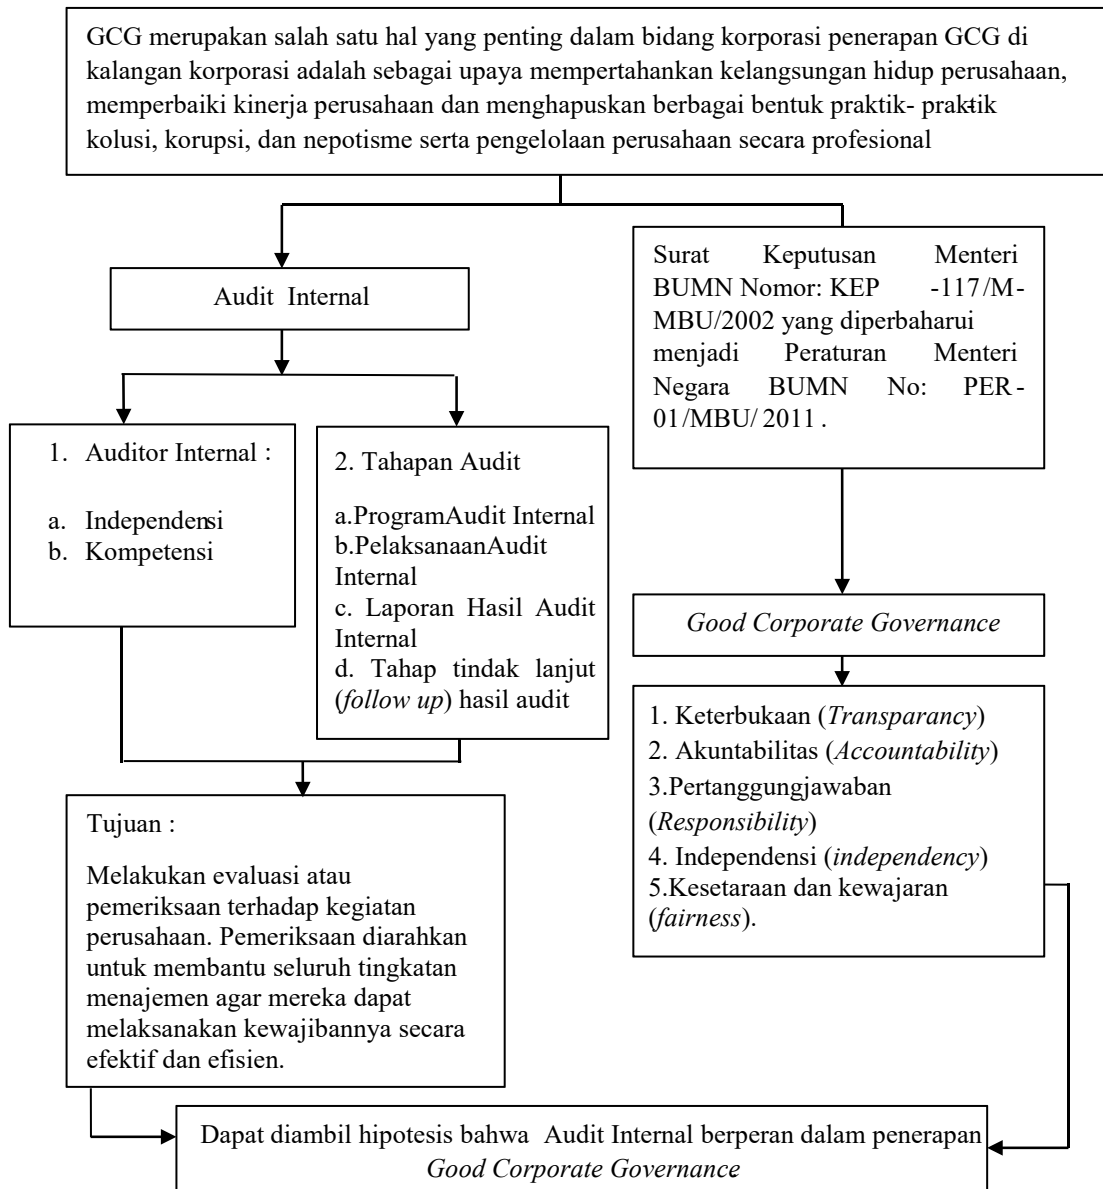 GCG merupakan salah satu hal yang penting dalam bidang korporasi penerapan GCG di
kalangan korporasi adalah sebagai upaya mempertahankan kelangsungan hidup perusahaan,
memperbaiki kinerja perusahaan dan menghapuskan berbagai bentuk praktik- praktik
kolusi, korupsi, dan nepotisme serta pengelolaan perusahaan secara profesional
Audit Internal
Surat Keputusan Menteri
BUMN Nomor: KEP -117/M-
MBU/2002 yang diperbaharui
menjadi Peraturan Menteri
Negara BUMN No: PER-
01/MBU/ 2011 .
1. Auditor Internal :
a. Independensi
b. Kompetensi
2. Tahapan Audit
a.ProgramAudit Internal
b.PelaksanaanAudit
Internal
c. Laporan Hasil Audit
Internal
d. Tahap tindak lanjut
(follow up) hasil audit
Good Corporate Governance
1. Keterbukaan (Transparancy)
2. Akuntabilitas (Accountability)
3.Pertanggungjawaban
(Responsibility)
4. Independensi (independency)
5.Kesetaraan dan kewajaran
(fairness).
Tujuan :
Melakukan evaluasi atau
pemeriksaan terhadap kegiatan
perusahaan. Pemeriksaan diarahkan
untuk membantu seluruh tingkatan
menajemen agar mereka dapat
melaksanakan kewajibannya secara
efektif dan efisien.
Dapat diambil hipotesis bahwa Audit Internal berperan dalam penerapan
Good Corporate Governance